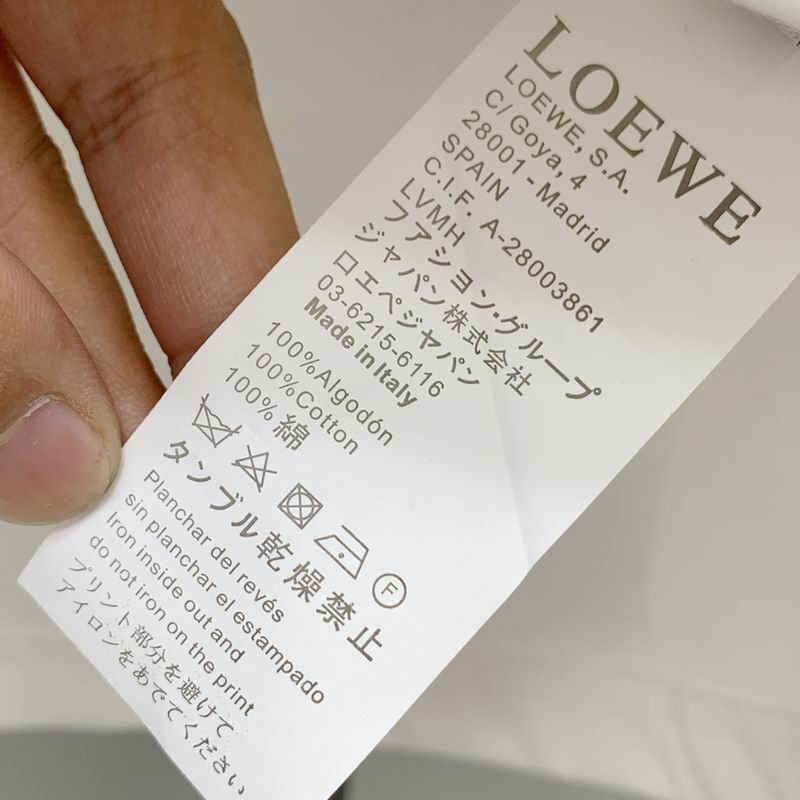 LOEWE
LOEWE, S.A.
C/ Goya, 4
28001 - Madrid
SPAIN
C.I.F. A-28003861
LVMH
ファション・グループ
ジャパン株式会社
ロエベジャパン
03-6215-6116
Made in Italy
100%Algodón
100%Cotton
100% 綿
F
タンブル乾燥禁止
Planchar del revés
sin planchar el estampado
Iron inside out and
do not iron on the print
プリント部分を避けて
アイロンをあててください